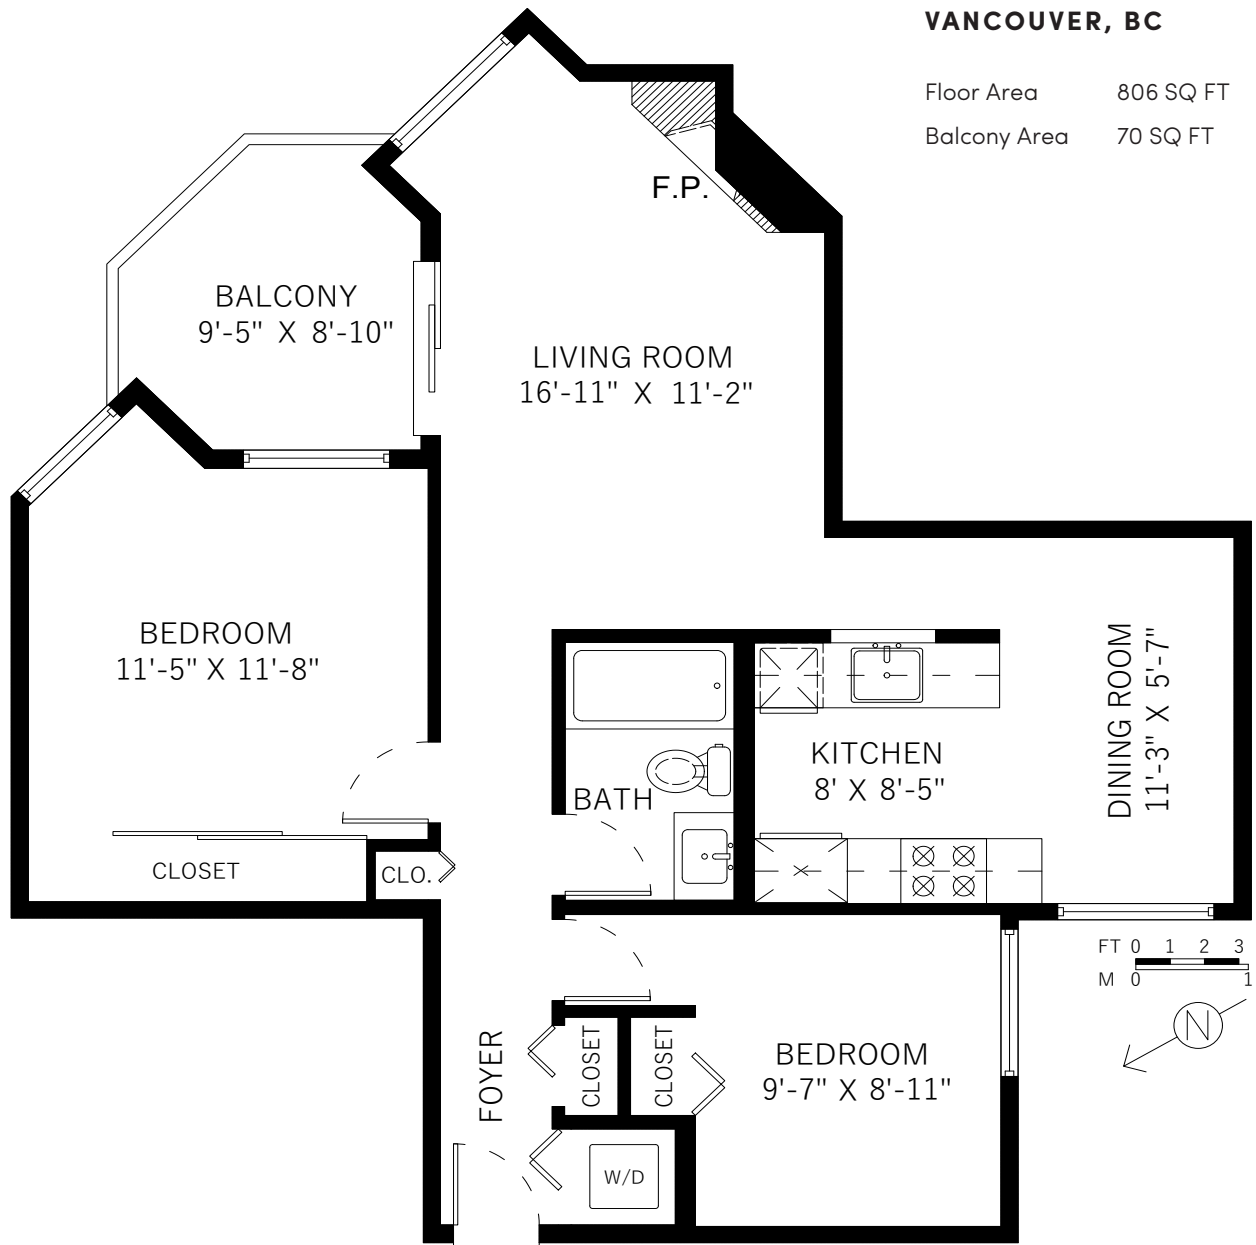 VANCOUVER, BC
Floor Area 806 SQ FT
Balcony Area 70 SQ FT
F.P.
BALCONY
9'-5" X 8'-10"
LIVING ROOM
16'-11" X 11'-2"
BEDROOM
11'-5" X 11'-8"
DINING ROOM
11'-3" X 5'-7"
KITCHEN
8' X 8'-5"
BATH
CLOSET
CLO.
FT 0 1 2 3
M 0 1
N
FOYER
CLOSET
CLOSET
BEDROOM
9'-7" X 8'-11"
W/D